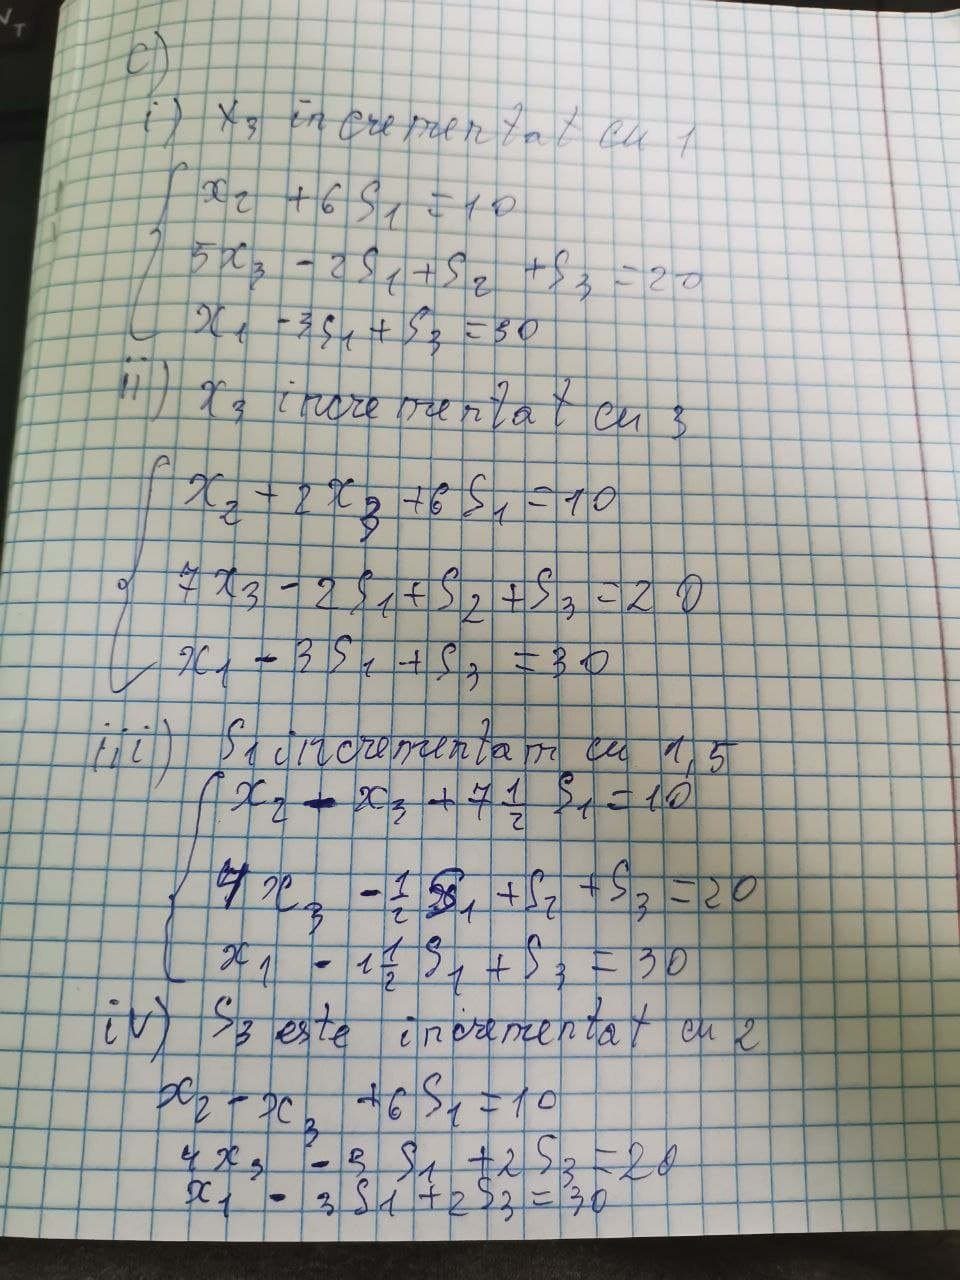 c)
i) x₃ incrementat cu 1
x₂ + 6S₁ = 10
5x₃ - 2S₁ + S₂ + S₃ = 20
x₁ - 3S₁ + S₃ = 30
ii) x₃ incrementat cu 3
x₂ + 2x₃ + 6S₁ = 10
7x₃ - 2S₁ + S₂ + S₃ = 20
x₁ - 3S₁ + S₃ = 30
iii) S₁ incrementam cu 1,5
x₂ - x₃ + 7 1/2 S₁ = 10
4x₃ - 1/2 S₁ + S₂ + S₃ = 20
x₁ - 1 1/2 S₁ + S₃ = 30
iv) S₃ este incrementat cu 2
x₂ - x₃ + 6S₁ = 10
4x₃ - S₁ + 2S₃ = 20
x₁ - 3S₁ + 2S₃ = 30